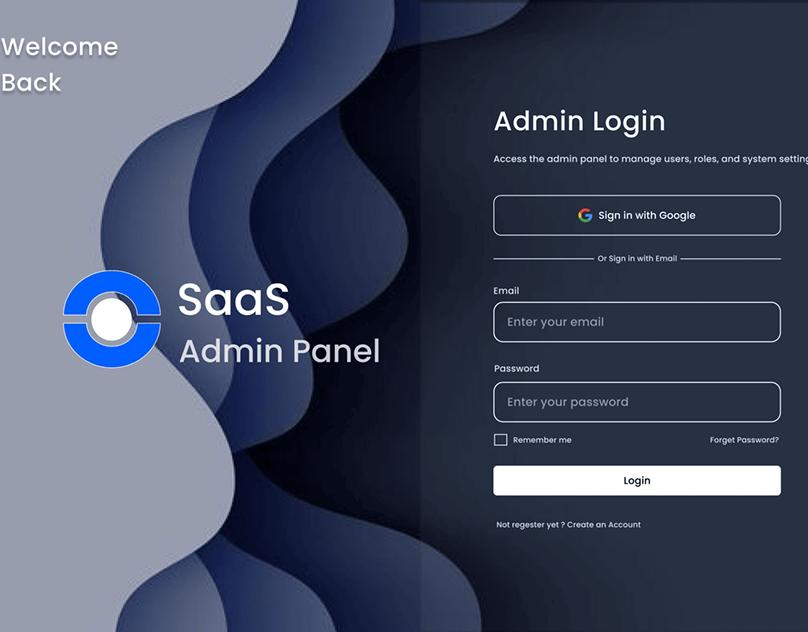 Welcome
Back
SaaS
Admin Panel
Admin Login
Access the admin panel to manage users, roles, and system
Sign in with Google
Or Sign in with Email
Email
Enter your email
Password
Enter your password
Remember me
Forget Password?
Login
Not regester yet ? Create an Account